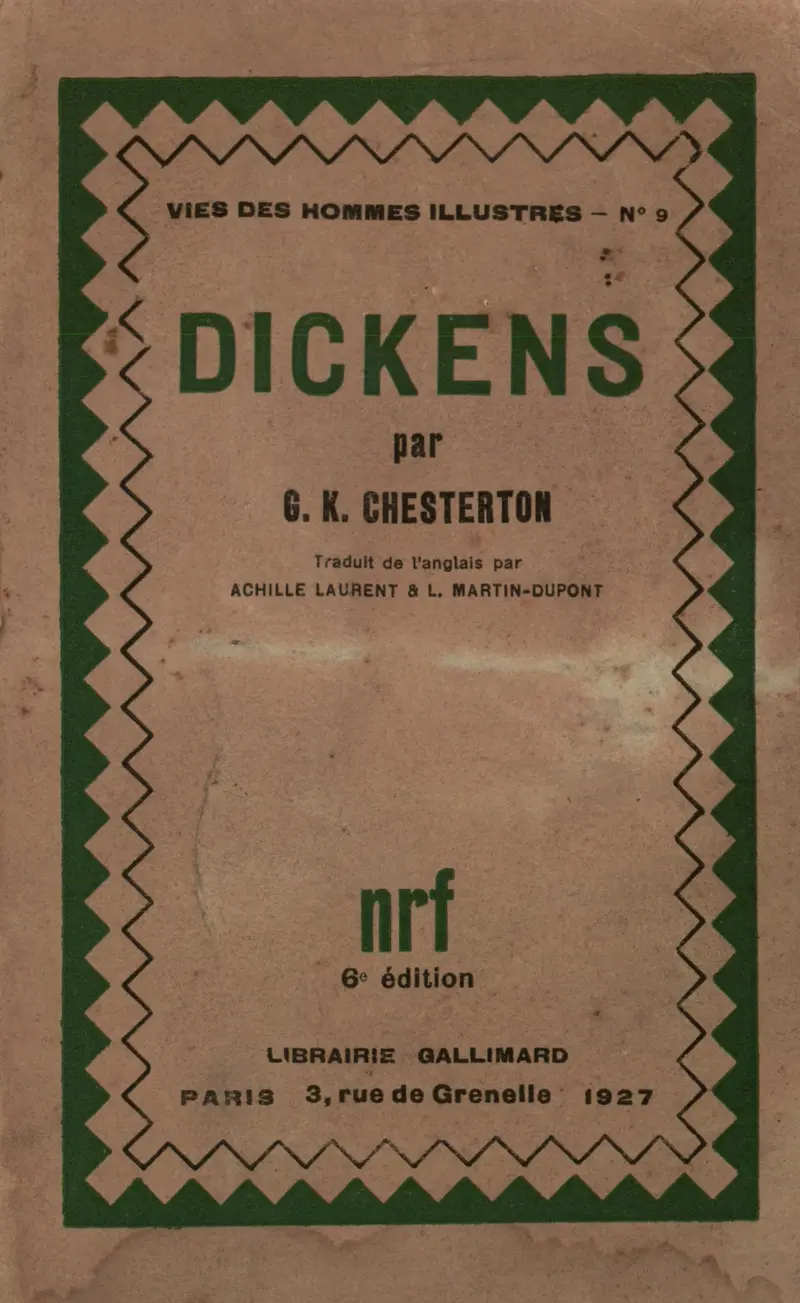 VIES DES HOMMES ILLUSTRES – N° 9
DICKENS
par
G. K. CHESTERTON
Traduit de l'anglais par
ACHILLE LAURENT & L. MARTIN-DUPONT
nrf
6e édition
LIBRAIRIE GALLIMARD
PARIS 3, rue de Grenelle 1927